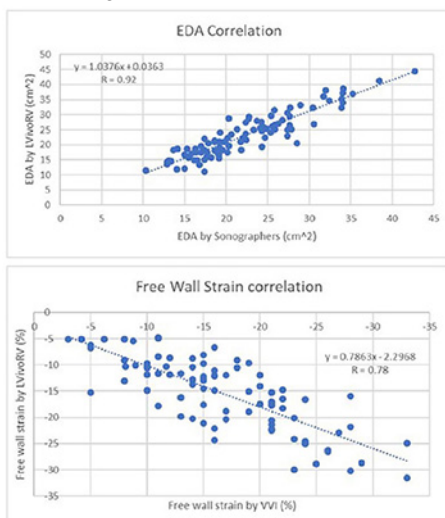 EDA Correlation
y = 1.0376x + 0.0363
R = 0.92
EDA by LVivoRV (cm^2)
50
45
40
35
30
25
20
15
10
5
0
0 5 10 15 20 25 30 35 40 45
EDA by Sonographers (cm^2)
Free Wall Strain correlation
0 -5 -10 -15 -20 -25 -30 -35
0
-5
-10
-15
-20
-25
-30
-35
y = 0.7863x - 2.2968
R = 0.78
Free wall strain by LVivoRV (%)
Free wall strain by VVI (%)